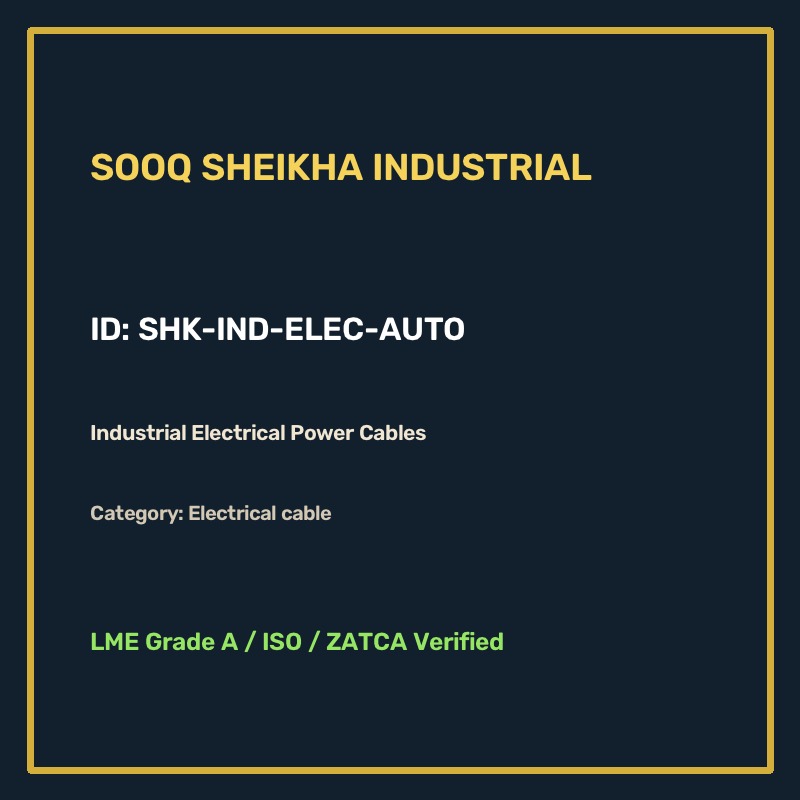 SOOQ SHEIKHA INDUSTRIAL
ID: SHK-IND-ELEC-AUTO
Industrial Electrical Power Cables
Category: Electrical cable
LME Grade A / ISO / ZATCA Verified